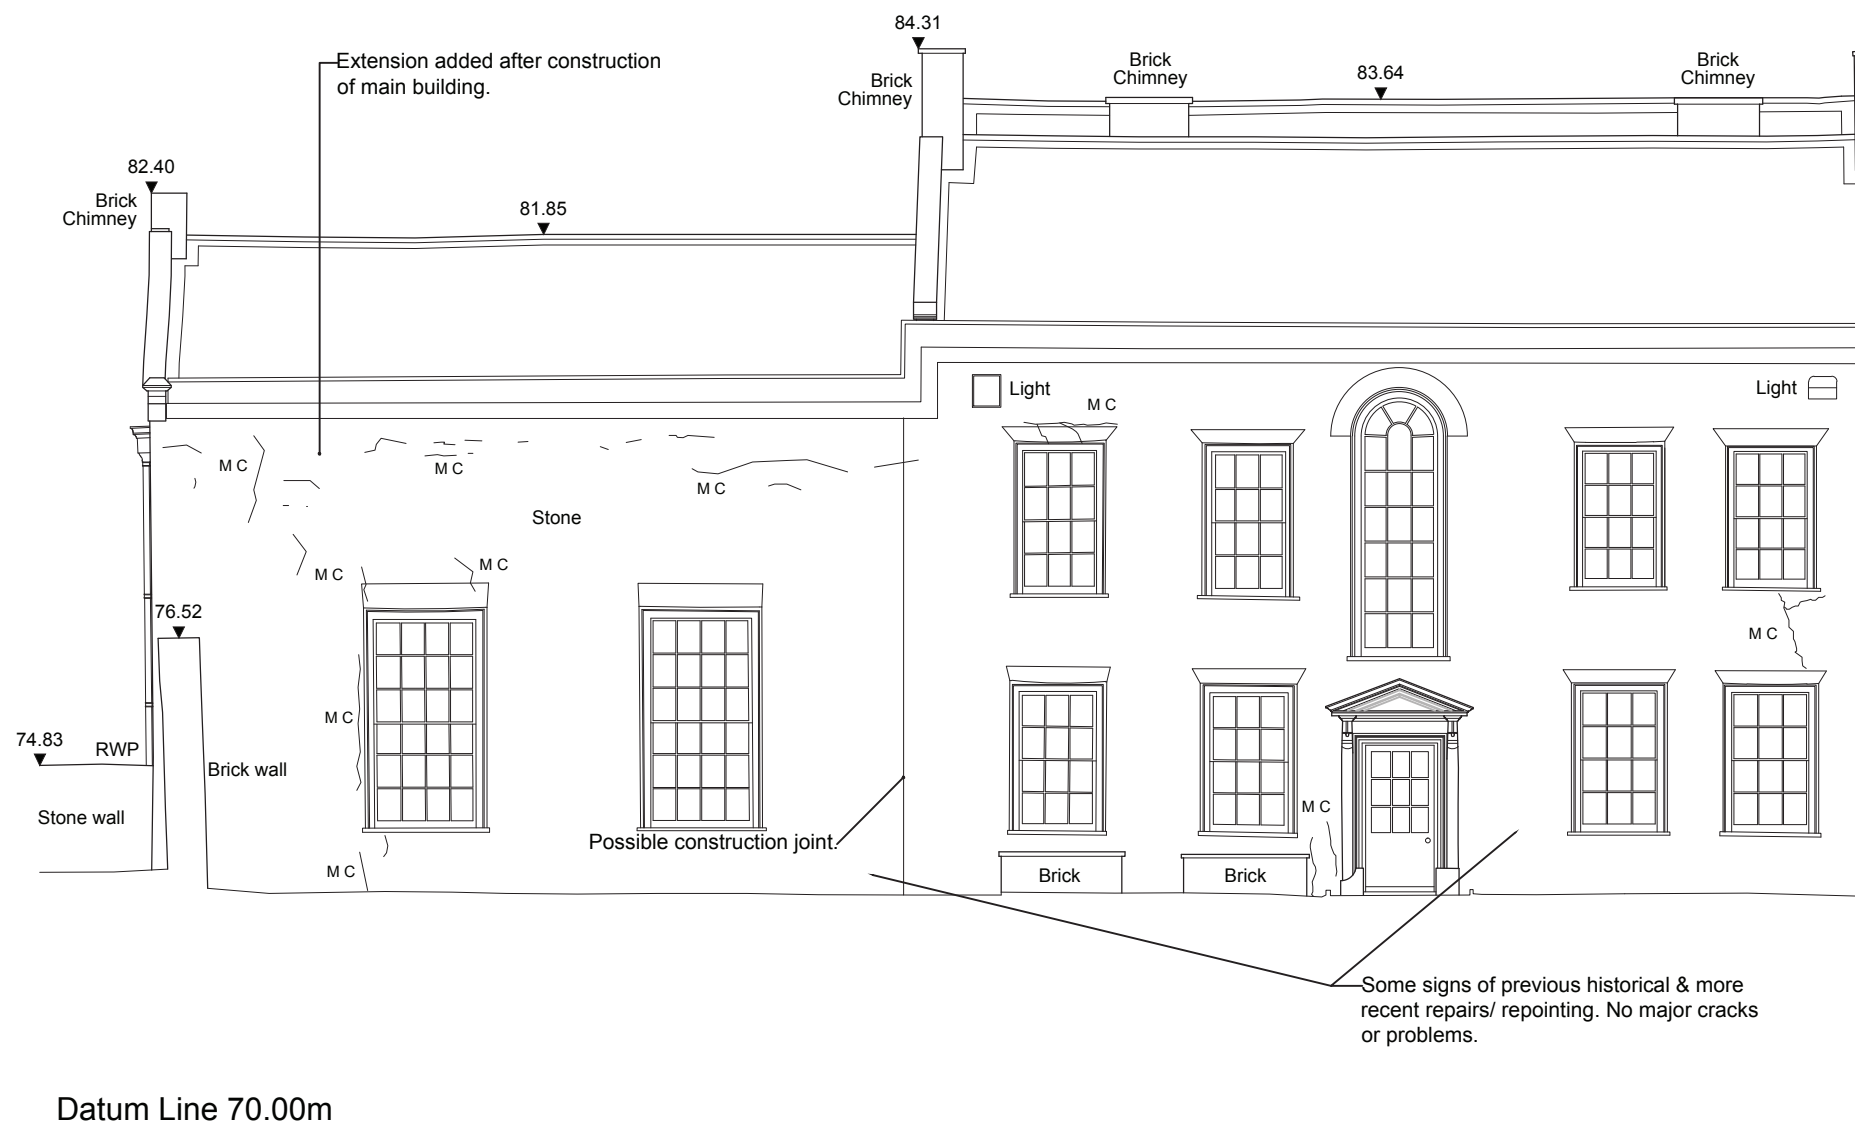 84.31
Extension added after construction
of main building.
Brick
Chimney
Brick
Chimney
83.64
Brick
Chimney
82.40
Brick
Chimney
81.85
Light
M C
Light
M C
M C
M C
Stone
M C
M C
76.52
M C
M C
74.83
RWP
Brick wall
Stone wall
M C
Possible construction joint.
M C
Brick
Brick
Some signs of previous historical & more
recent repairs/ repointing. No major cracks
or problems.
Datum Line 70.00m